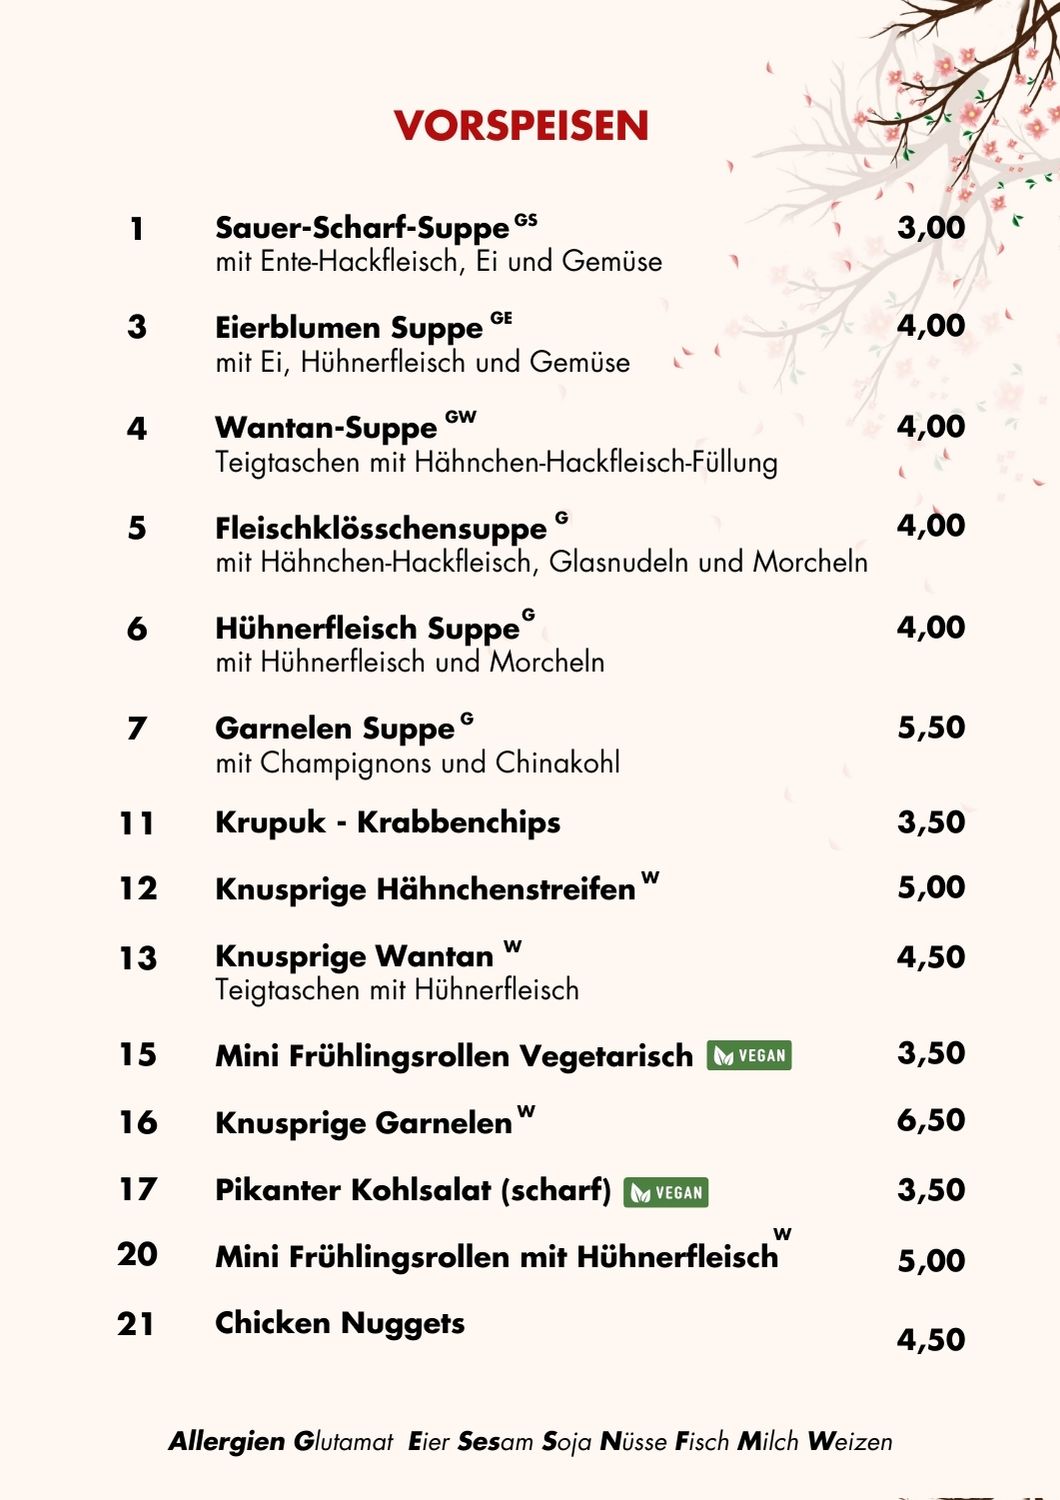 VORSPEISEN
1 Sauer-Scharf-Suppe GS 3,00
mit Ente-Hackfleisch, Ei und Gemüse
3 Eierblumen Suppe GE 4,00
mit Ei, Hühnerfleisch und Gemüse
4 Wantan-Suppe GW 4,00
Teigtaschen mit Hähnchen-Hackfleisch-Füllung
5 Fleischklösschensuppe G 4,00
mit Hähnchen-Hackfleisch, Glasnudeln und Morcheln
6 Hühnerfleisch Suppe G 4,00
mit Hühnerfleisch und Morcheln
7 Garnelen Suppe G 5,50
mit Champignons und Chinakohl
11 Krupuk - Krabbenchips 3,50
12 Knusprige Hähnchenstreifen W 5,00
13 Knusprige Wantan W 4,50
Teigtaschen mit Hühnerfleisch
15 Mini Frühlingsrollen Vegetarisch VEGAN 3,50
16 Knusprige Garnelen W 6,50
17 Pikanter Kohlsalat (scharf) VEGAN 3,50
20 Mini Frühlingsrollen mit Hühnerfleisch W 5,00
21 Chicken Nuggets 4,50
Allergien Glutamat Eier Sesam Soja Nüsse Fisch Milch Weizen